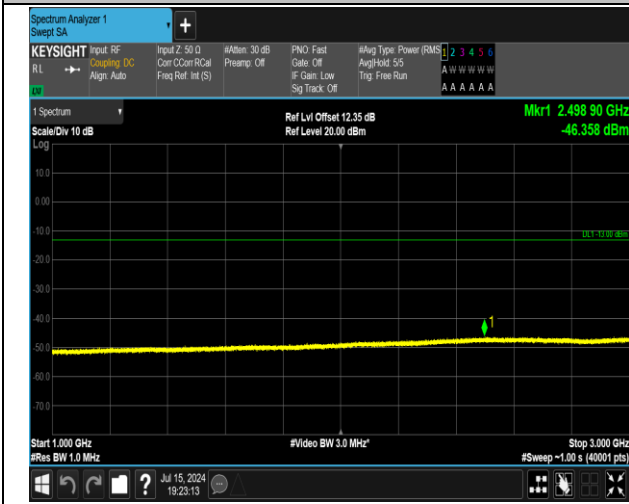 Spectrum Analyzer 1
Swept SA
+
KEYSIGHT Input: RF Input Z: 50 Ω #Atten: 30 dB PNO: Fast #Avg Type: Power (RMS 1 2 3 4 5 6
RL Coupling: DC Corr CCorr RCal Preamp: Off Gate: Off Avg|Hold: 5/5 A W W W W W
Align: Auto Freq Ref: Int (S) IF Gain: Low Trig: Free Run
Sig Track: Off A A A A A A
1 Spectrum Ref Lvl Offset 12.35 dB Mkr1 2.498 90 GHz
Scale/Div 10 dB Ref Level 20.00 dBm -46.358 dBm
Log
10.0
0.00
-10.0
DL1 -13.00 dBm
-20.0
-30.0
-40.0
1
-50.0
-60.0
-70.0
Start 1.000 GHz #Video BW 3.0 MHz* Stop 3.000 GHz
#Res BW 1.0 MHz #Sweep ~1.00 s (40001 pts)
? Jul 15, 2024
19:23:13